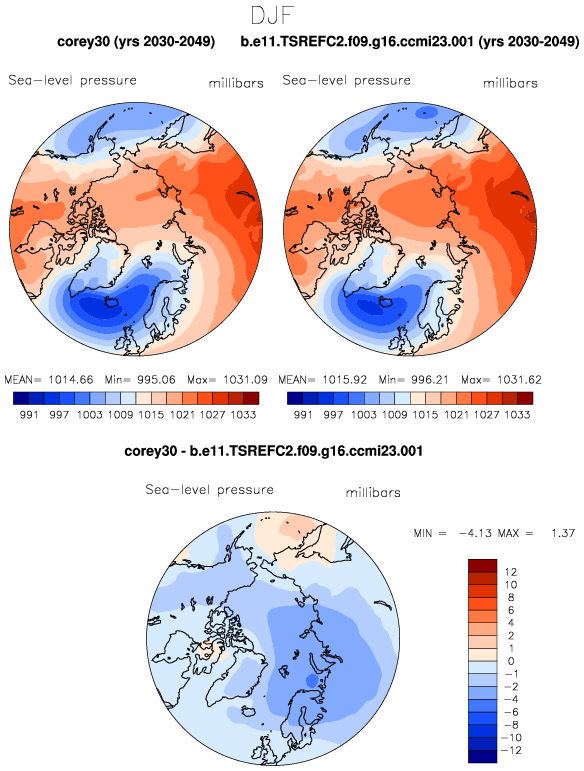 DJF
corey30 (yrs 2030-2049) b.e11.TSREFC2.f09.g16.ccmi23.001 (yrs 2030-2049)
Sea-level pressure millibars Sea-level pressure millibars
MEAN= 1014.66 Min= 995.06 Max= 1031.09 MEAN= 1015.92 Min= 996.21 Max= 1031.62
991 997 1003 1009 1015 1021 1027 1033 991 997 1003 1009 1015 1021 1027 1033
corey30 - b.e11.TSREFC2.f09.g16.ccmi23.001
Sea-level pressure millibars
MIN = -4.13 MAX = 1.37
12
10
8
6
4
2
1
0
-1
-2
-4
-6
-8
-10
-12